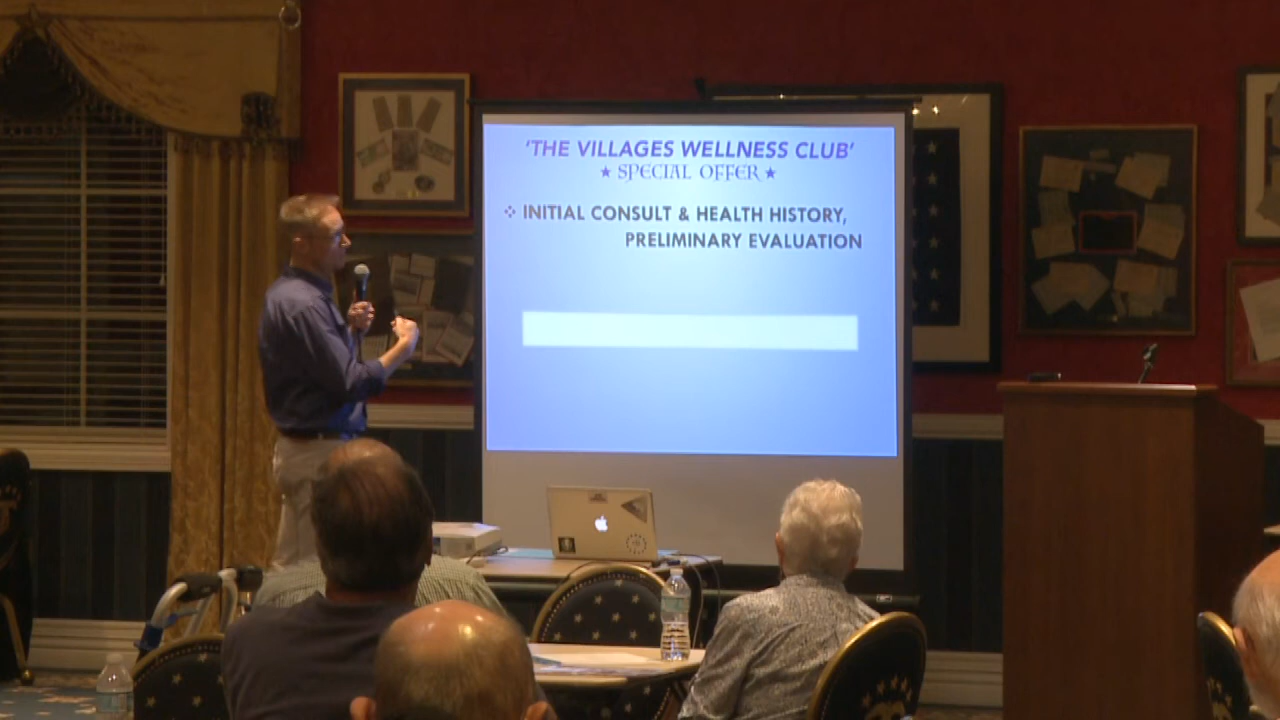 'THE VILLAGES WELLNESS CLUB'
★ SPECIAL OFFER ★
❖ INITIAL CONSULT & HEALTH HISTORY,
PRELIMINARY EVALUATION